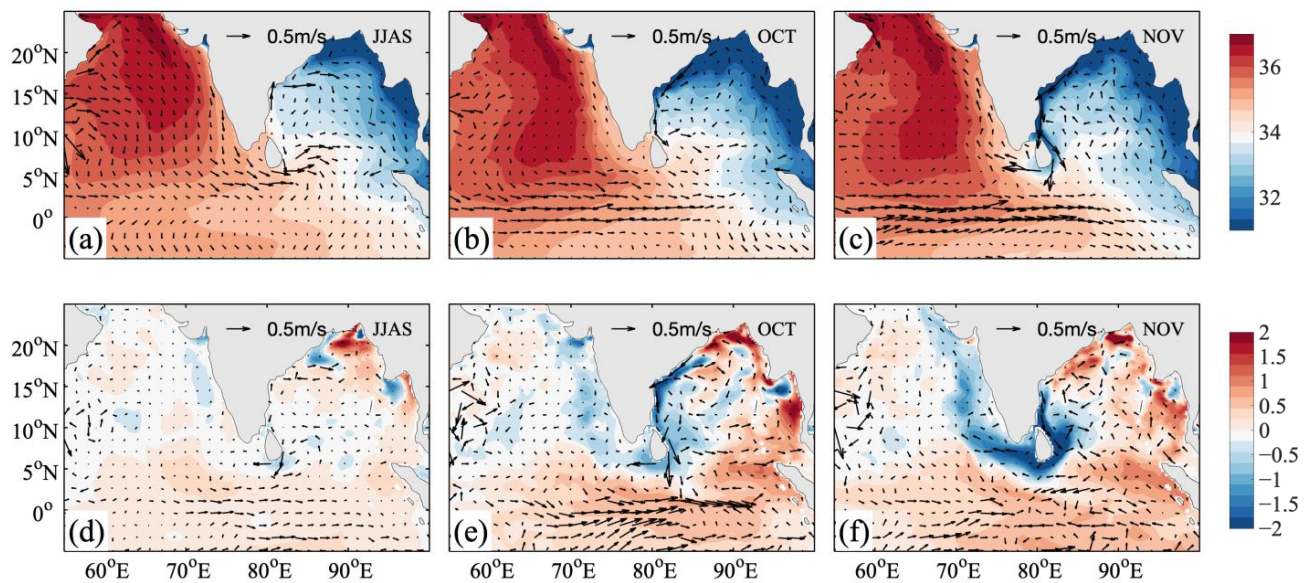 0.5m/s JJAS
0.5m/s OCT
0.5m/s NOV
20°N
15°N
10°N
5°N
0°
(a)
(b)
(c)
36
34
32
0.5m/s JJAS
0.5m/s OCT
0.5m/s NOV
20°N
15°N
10°N
5°N
0°
(d)
(e)
(f)
2
1.5
1
0.5
0
−0.5
−1
−1.5
−2
60°E 70°E 80°E 90°E
60°E 70°E 80°E 90°E
60°E 70°E 80°E 90°E